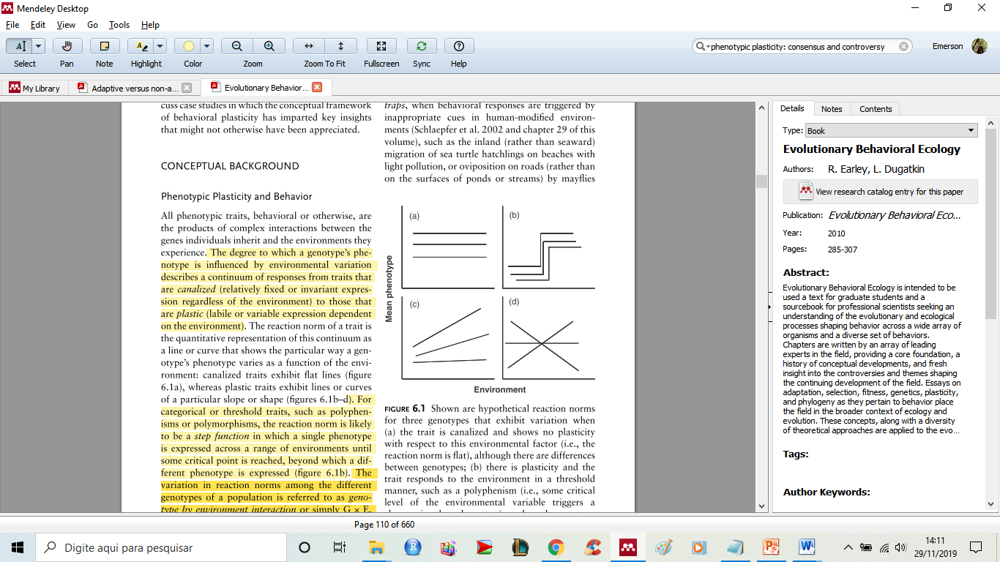 Mendeley Desktop
File Edit View Go Tools Help
Select Pan Note Highlight Color Zoom Zoom To Fit Fullscreen Sync Help
phenotypic plasticity: consensus and controversy
Emerson
My Library
Adaptive versus non-a...
Evolutionary Behavior...
cuss case studies in which the conceptual framework
of behavioral plasticity has imparted key insights
that might not otherwise have been appreciated.
CONCEPTUAL BACKGROUND
Phenotypic Plasticity and Behavior
All phenotypic traits, behavioral or otherwise, are
the products of complex interactions between the
genes individuals inherit and the environments they
experience. The degree to which a genotype's phe-
notype is influenced by environmental variation
describes a continuum of responses from traits that
are canalized (relatively fixed or invariant expres-
sion regardless of the environment) to those that
are plastic (labile or variable expression dependent
on the environment). The reaction norm of a trait is
the quantitative representation of this continuum as
a line or curve that shows the particular way a gen-
otype's phenotype varies as a function of the envi-
ronment: canalized traits exhibit flat lines (figure
6.1a), whereas plastic traits exhibit lines or curves
of a particular slope or shape (figures 6.1b–d). For
categorical or threshold traits, such as polyphen-
isms or polymorphisms, the reaction norm is likely
to be a step function in which a single phenotype
is expressed across a range of environments until
some critical point is reached, beyond which a dif-
ferent phenotype is expressed (figure 6.1b). The
variation in reaction norms among the different
genotypes of a population is referred to as geno-
type by environment interaction or simply G × E.
traps, when behavioral responses are triggered by
inappropriate cues in human-modified environ-
ments (Schlaepfer et al. 2002 and chapter 29 of this
volume), such as the inland (rather than seaward)
migration of sea turtle hatchlings on beaches with
light pollution, or oviposition on roads (rather than
on the surfaces of ponds or streams) by mayflies
(a)
(b)
(c)
(d)
Mean phenotype
Environment
FIGURE 6.1 Shown are hypothetical reaction norms
for three genotypes that exhibit variation when
(a) the trait is canalized and shows no plasticity
with respect to this environmental factor (i.e., the
reaction norm is flat), although there are differences
between genotypes; (b) there is plasticity and the
trait responds to the environment in a threshold
manner, such as a polyphenism (i.e., some critical
level of the environmental variable triggers a
Details Notes Contents
Type: Book
Evolutionary Behavioral Ecology
Authors: R. Earley, L. Dugatkin
View research catalog entry for this paper
Publication: Evolutionary Behavioral Eco...
Year: 2010
Pages: 285-307
Abstract:
Evolutionary Behavioral Ecology is intended to be
used a text for graduate students and a
sourcebook for professional scientists seeking an
understanding of the evolutionary and ecological
processes shaping behavior across a wide array of
organisms and a diverse set of behaviors.
Chapters are written by an array of leading
experts in the field, providing a core foundation, a
history of conceptual developments, and fresh
insight into the controversies and themes shaping
the continuing development of the field. Essays on
adaptation, selection, fitness, genetics, plasticity,
and phylogeny as they pertain to behavior place
the field in the broader context of ecology and
evolution. These concepts, along with a diversity
of theoretical approaches are applied to the evo...
Tags:
Author Keywords:
Page 110 of 660
Digite aqui para pesquisar
14:11
29/11/2019